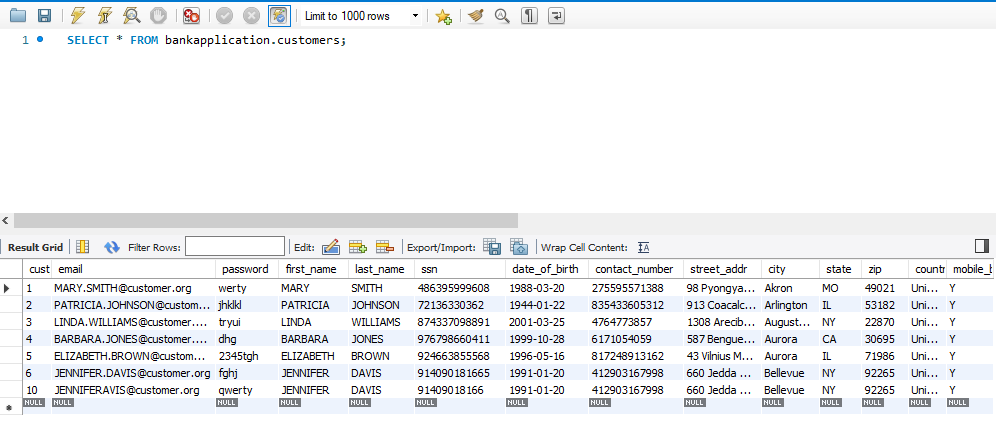 Limit to 1000 rows
1 SELECT * FROM bankapplication.customers;
Result Grid Filter Rows: Edit: Export/Import: Wrap Cell Content:
cust email password first_name last_name ssn date_of_birth contact_number street_addr city state zip countr mobile_b
1 MARY.SMITH@customer.org werty MARY SMITH 486395999608 1988-03-20 275595571388 98 Pyongya... Akron MO 49021 Uni... Y
2 PATRICIA.JOHNSON@custom... jhklkl PATRICIA JOHNSON 72136330362 1944-01-22 835433605312 913 Coacalc... Arlington IL 53182 Uni... Y
3 LINDA.WILLIAMS@customer.... tryui LINDA WILLIAMS 874337098891 2001-03-25 4764773857 1308 Arecib... August... NY 22870 Uni... Y
4 BARBARA.JONES@customer.... dhg BARBARA JONES 976798660411 1999-10-28 6171054059 587 Bengue... Aurora CA 30695 Uni... Y
5 ELIZABETH.BROWN@custom... 2345tgh ELIZABETH BROWN 924663855568 1996-05-16 817248913162 43 Vilnius M... Aurora IL 71986 Uni... Y
6 JENNIFER.DAVIS@customer.org fghj JENNIFER DAVIS 914090181665 1991-01-20 412903167998 660 Jedda ... Bellevue NY 92265 Uni... Y
10 JENNIFERAVIS@customer.org qwerty JENNIFER DAVIS 91409018166 1991-01-20 412903167998 660 Jedda ... Bellevue NY 92265 Uni... Y
NULL NULL NULL NULL NULL NULL NULL NULL NULL NULL NULL NULL NULL NULL